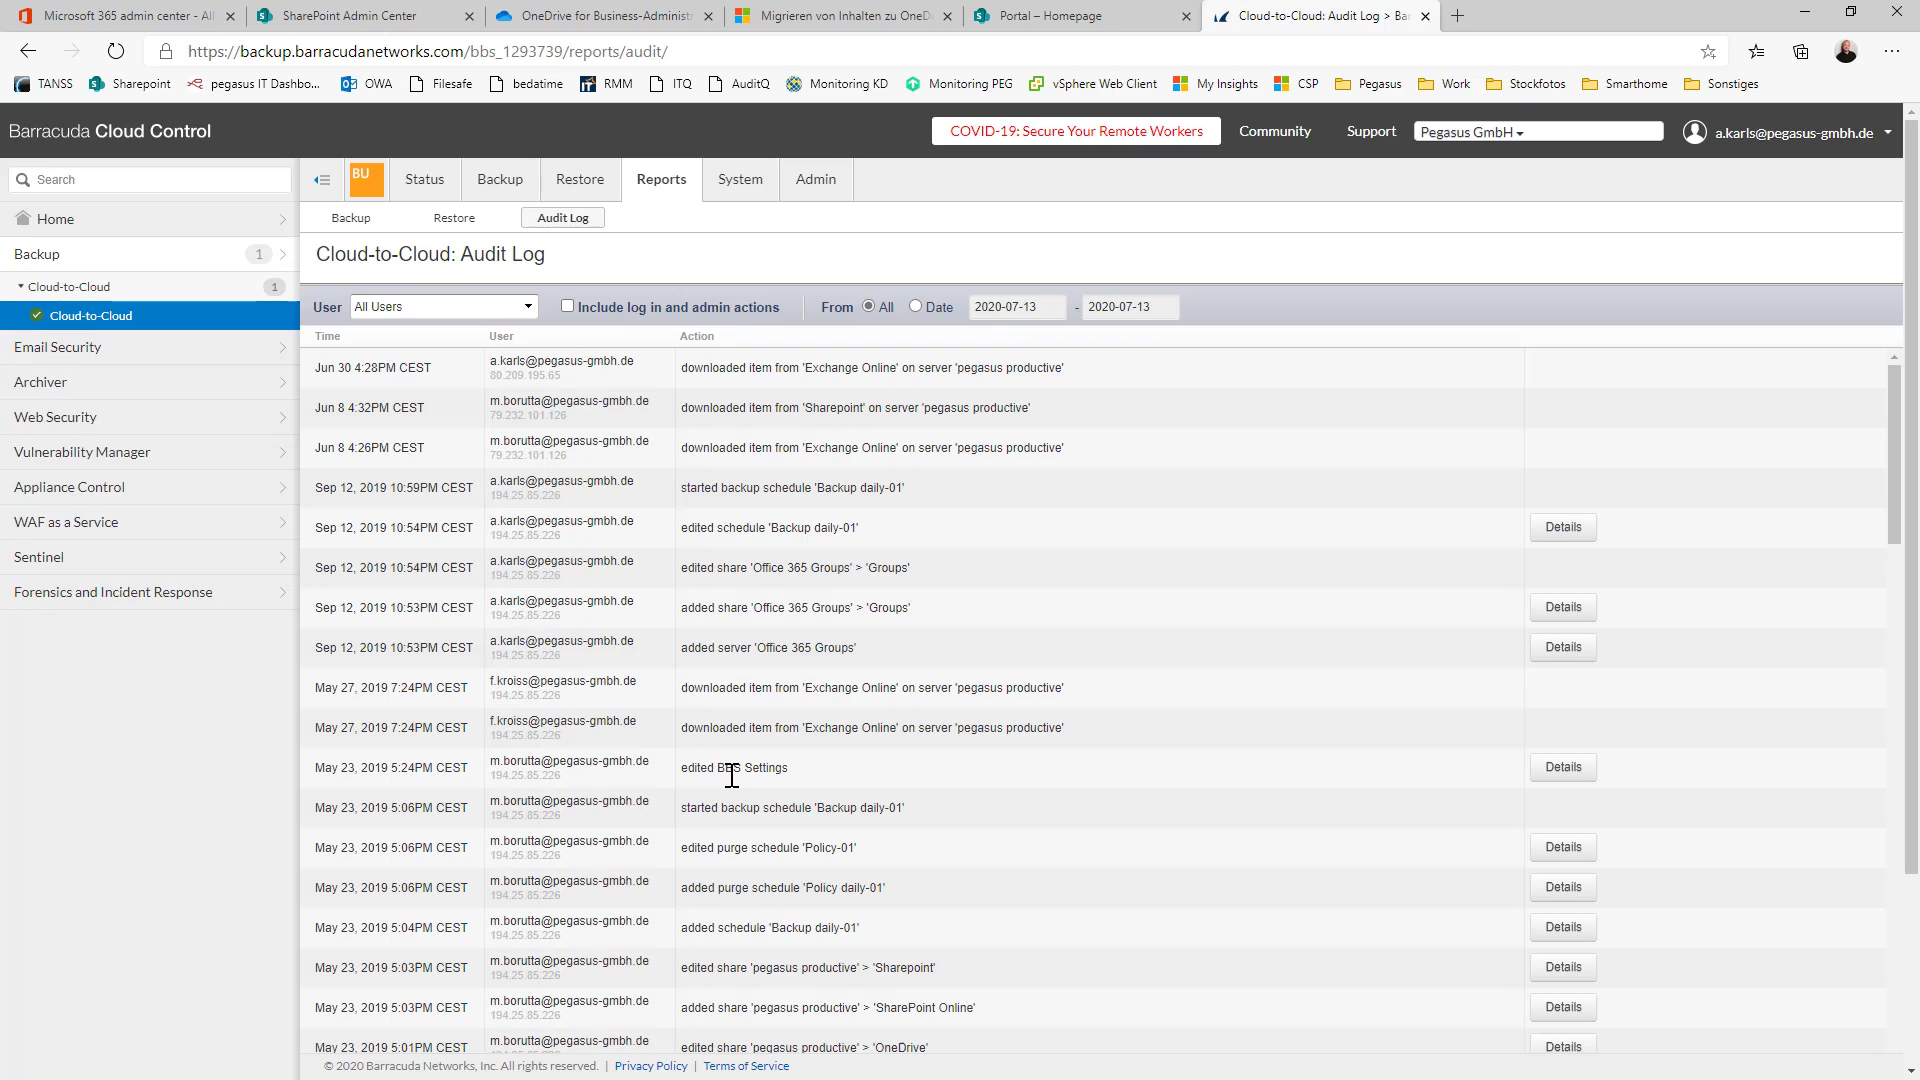 Microsoft 365 admin center - All
SharePoint Admin Center
OneDrive for Business-Administ
Migrieren von Inhalten zu OneD
Portal – Homepage
Cloud-to-Cloud: Audit Log > Bar
https://backup.barracudanetworks.com/bbs_1293739/reports/audit/
TANSS
Sharepoint
pegasus IT Dashbo...
OWA
Filesafe
bedatime
RMM
ITQ
AuditQ
Monitoring KD
Monitoring PEG
vSphere Web Client
My Insights
CSP
Pegasus
Work
Stockfotos
Smarthome
Sonstiges
Barracuda Cloud Control
COVID-19: Secure Your Remote Workers
Community
Support
Pegasus GmbH
a.karls@pegasus-gmbh.de
Search
BU
Status
Backup
Restore
Reports
System
Admin
Home
Backup 1
Cloud-to-Cloud 1
Cloud-to-Cloud
Email Security
Archiver
Web Security
Vulnerability Manager
Appliance Control
WAF as a Service
Sentinel
Forensics and Incident Response
Backup
Restore
Audit Log
Cloud-to-Cloud: Audit Log
User All Users Include log in and admin actions From All Date 2020-07-13 - 2020-07-13
Time User Action
Jun 30 4:28PM CEST a.karls@pegasus-gmbh.de downloaded item from 'Exchange Online' on server 'pegasus productive'
80.209.195.65
Jun 8 4:32PM CEST m.borutta@pegasus-gmbh.de downloaded item from 'Sharepoint' on server 'pegasus productive'
79.232.101.126
Jun 8 4:26PM CEST m.borutta@pegasus-gmbh.de downloaded item from 'Exchange Online' on server 'pegasus productive'
79.232.101.126
Sep 12, 2019 10:59PM CEST a.karls@pegasus-gmbh.de started backup schedule 'Backup daily-01'
194.25.85.226
Sep 12, 2019 10:54PM CEST a.karls@pegasus-gmbh.de edited schedule 'Backup daily-01' Details
194.25.85.226
Sep 12, 2019 10:54PM CEST a.karls@pegasus-gmbh.de edited share 'Office 365 Groups' > 'Groups'
194.25.85.226
Sep 12, 2019 10:53PM CEST a.karls@pegasus-gmbh.de added share 'Office 365 Groups' > 'Groups' Details
194.25.85.226
Sep 12, 2019 10:53PM CEST a.karls@pegasus-gmbh.de added server 'Office 365 Groups' Details
194.25.85.226
May 27, 2019 7:24PM CEST f.kroiss@pegasus-gmbh.de downloaded item from 'Exchange Online' on server 'pegasus productive'
194.25.85.226
May 27, 2019 7:24PM CEST f.kroiss@pegasus-gmbh.de downloaded item from 'Exchange Online' on server 'pegasus productive'
194.25.85.226
May 23, 2019 5:24PM CEST m.borutta@pegasus-gmbh.de edited BBS Settings Details
194.25.85.226
May 23, 2019 5:06PM CEST m.borutta@pegasus-gmbh.de started backup schedule 'Backup daily-01'
194.25.85.226
May 23, 2019 5:06PM CEST m.borutta@pegasus-gmbh.de edited purge schedule 'Policy-01' Details
194.25.85.226
May 23, 2019 5:06PM CEST m.borutta@pegasus-gmbh.de added purge schedule 'Policy daily-01' Details
194.25.85.226
May 23, 2019 5:04PM CEST m.borutta@pegasus-gmbh.de added schedule 'Backup daily-01' Details
194.25.85.226
May 23, 2019 5:03PM CEST m.borutta@pegasus-gmbh.de edited share 'pegasus productive' > 'Sharepoint' Details
194.25.85.226
May 23, 2019 5:03PM CEST m.borutta@pegasus-gmbh.de added share 'pegasus productive' > 'SharePoint Online' Details
194.25.85.226
May 23, 2019 5:01PM CEST m.borutta@pegasus-gmbh.de edited share 'pegasus productive' > 'OneDrive' Details
© 2020 Barracuda Networks, Inc. All rights reserved. | Privacy Policy | Terms of Service